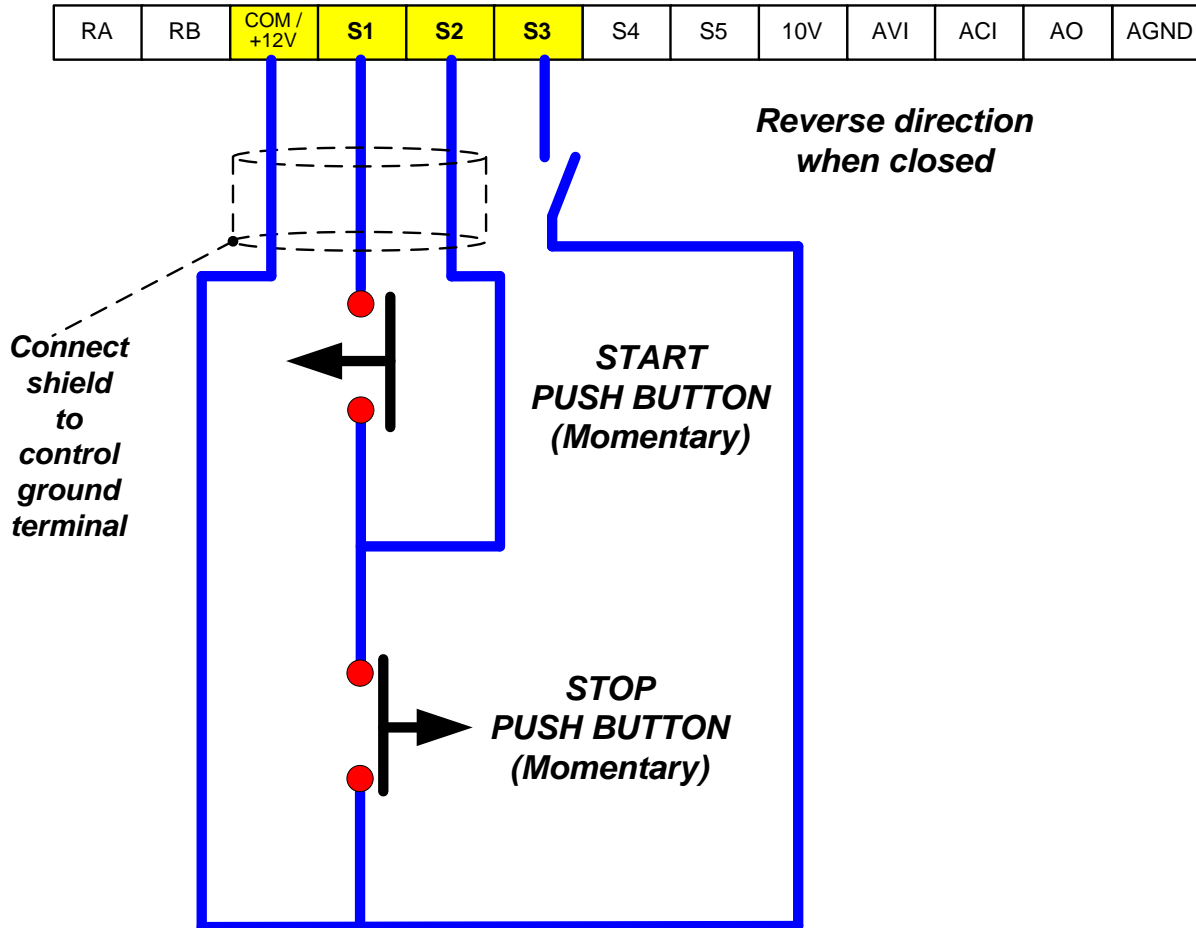 RA RB COM / +12V S1 S2 S3 S4 S5 10V AVI ACI AO AGND
Reverse direction
when closed
Connect
shield
to
control
ground
terminal
START
PUSH BUTTON
(Momentary)
STOP
PUSH BUTTON
(Momentary)